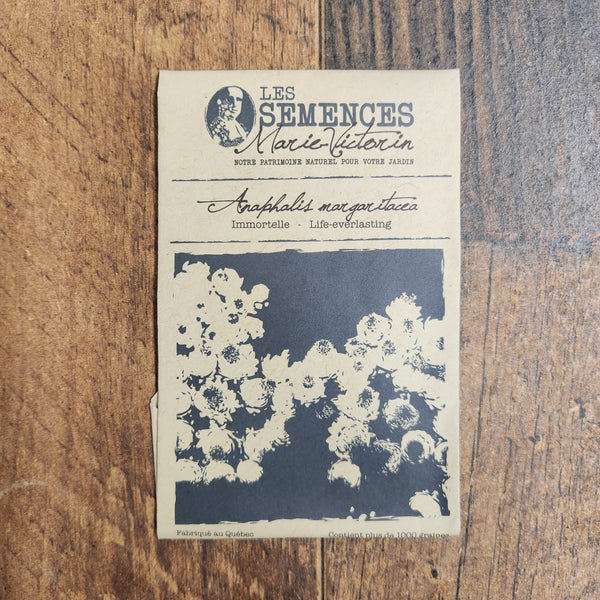 LES
SEMENCES
Marie-Victorin
NOTRE PATRIMOINE NATUREL POUR VOTRE JARDIN
Anaphalis margaritacea
Immortelle - Life-everlasting
Fabriqué au Québec
Contient plus de 1000 graines